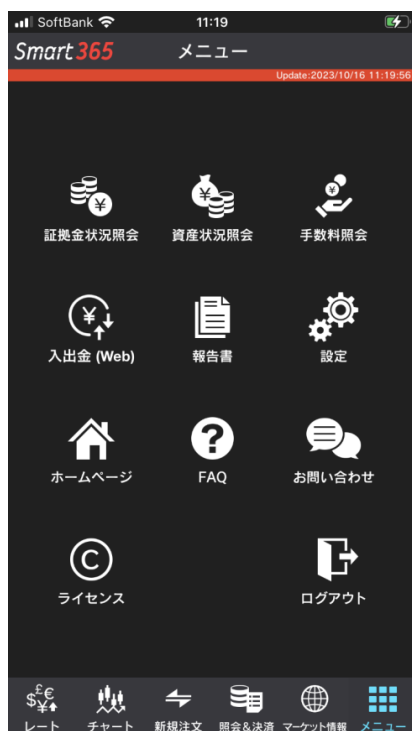 SoftBank 11:19
Smart 365 メニュー
Update:2023/10/16 11:19:56
証拠金状況照会 資産状況照会 手数料照会
入出金 (Web) 報告書 設定
ホームページ FAQ お問い合わせ
ライセンス ログアウト
レート チャート 新規注文 照会&決済 マーケット情報 メニュー